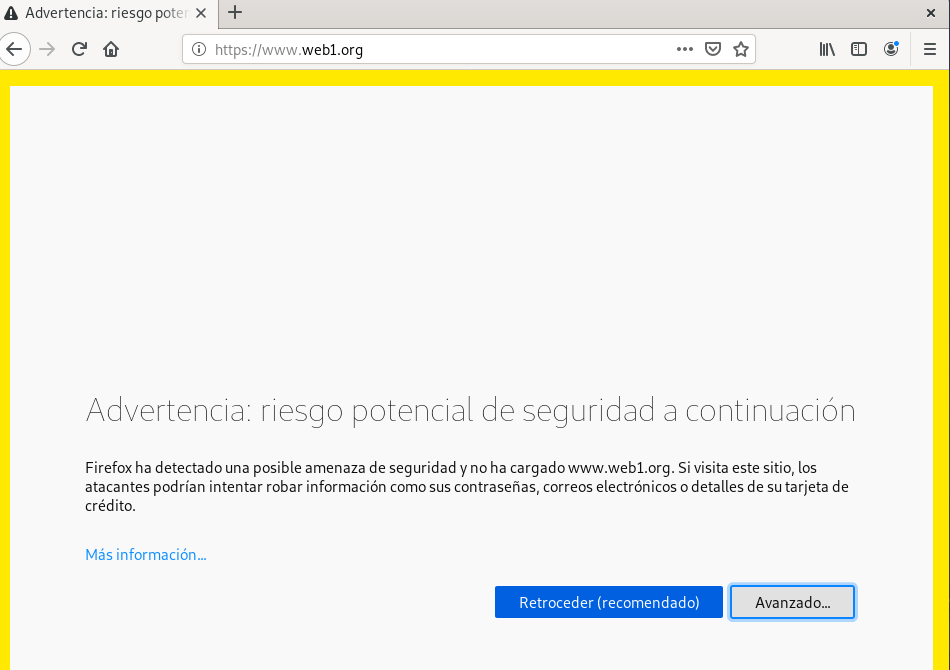 Advertencia: riesgo poten
https://www.web1.org
Advertencia: riesgo potencial de seguridad a continuación
Firefox ha detectado una posible amenaza de seguridad y no ha cargado www.web1.org. Si visita este sitio, los
atacantes podrían intentar robar información como sus contraseñas, correos electrónicos o detalles de su tarjeta de
crédito.
Más información...
Retroceder (recomendado)
Avanzado...